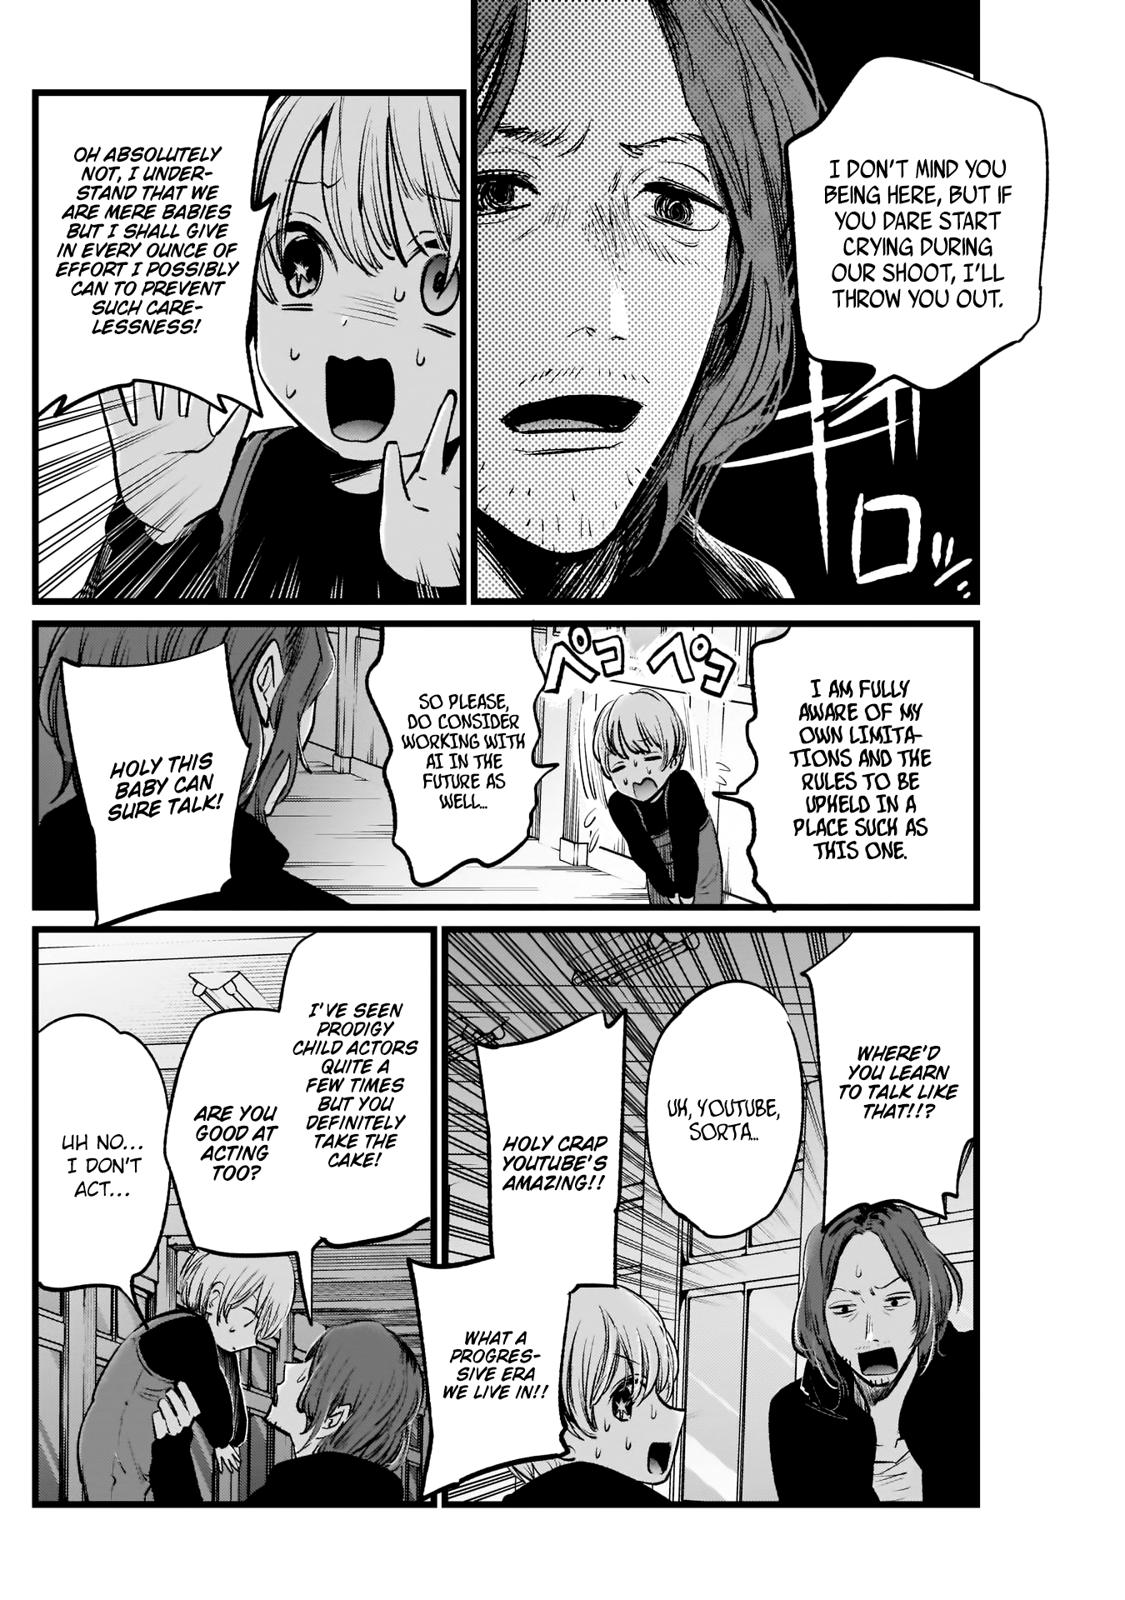 I DON'T MIND YOU
BEING HERE, BUT IF
YOU DARE START
CRYING DURING
OUR SHOOT, I'LL
THROW YOU OUT.
ギロッ
OH ABSOLUTELY
NOT, I UNDER-
STAND THAT WE
ARE MERE BABIES
BUT I SHALL GIVE
IN EVERY OUNCE OF
EFFORT I POSSIBLY
CAN TO PREVENT
SUCH CARE-
LESSNESS!
I AM FULLY
AWARE OF MY
OWN LIMITA-
TIONS AND THE
RULES TO BE
UPHELD IN A
PLACE SUCH AS
THIS ONE.
ペコ ペコ
SO PLEASE,
DO CONSIDER
WORKING WITH
AI IN THE
FUTURE AS
WELL...
HOLY THIS
BABY CAN
SURE TALK!
WHERE'D
YOU LEARN
TO TALK LIKE
THAT!!?
UH, YOUTUBE,
SORTA...
HOLY CRAP
YOUTUBE'S
AMAZING!!
WHAT A
PROGRES-
SIVE ERA
WE LIVE IN!!
I'VE SEEN
PRODIGY
CHILD ACTORS
QUITE A
FEW TIMES
BUT YOU
DEFINITELY
TAKE THE
CAKE!
ARE YOU
GOOD AT
ACTING
TOO?
UH NO...
I DON'T
ACT...